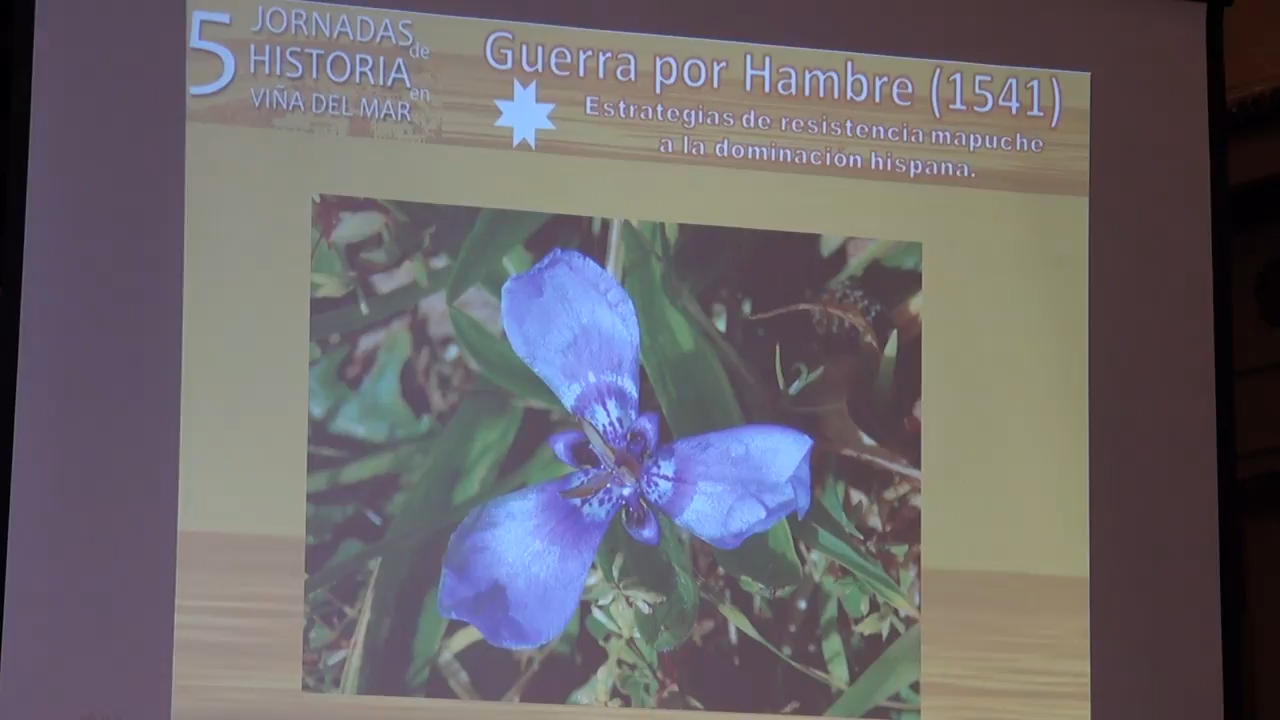 5 JORNADAS de
HISTORIA en
VIÑA DEL MAR
Guerra por Hambre (1541)
Estrategias de resistencia mapuche
a la dominación hispana.